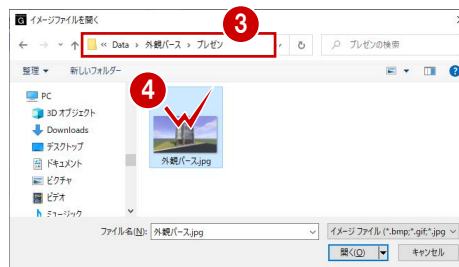 イメージファイルを開く
3
« Data › 外観パース › プレゼン
プレゼンの検索
整理 新しいフォルダー
4
PC
3D オブジェクト
Downloads
デスクトップ
ドキュメント
ピクチャ
ビデオ
ミュージック
外観パース.jpg
ファイル名(N): 外観パース.jpg
イメージ ファイル (*.bmp;*.gif;*.jpg
開く(O) キャンセル